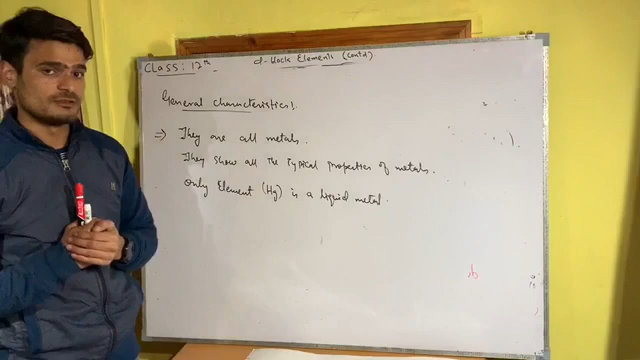 CLASS: 12th
d-block Elements (contd)
General characteristics:
⇒ They are all metals.
They show all the typical properties of metals.
Only Element (Hg) is a liquid metal.
b